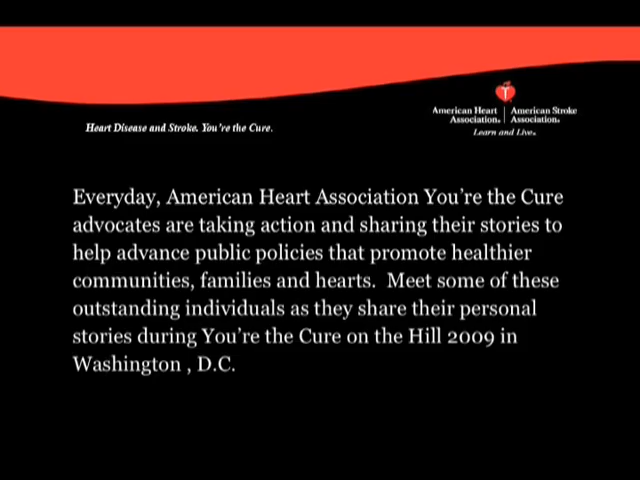 Heart Disease and Stroke. You're the Cure.
American Heart Association®
American Stroke Association®
Learn and Live®
Everyday, American Heart Association You're the Cure
advocates are taking action and sharing their stories to
help advance public policies that promote healthier
communities, families and hearts.  Meet some of these
outstanding individuals as they share their personal
stories during You're the Cure on the Hill 2009 in
Washington , D.C.